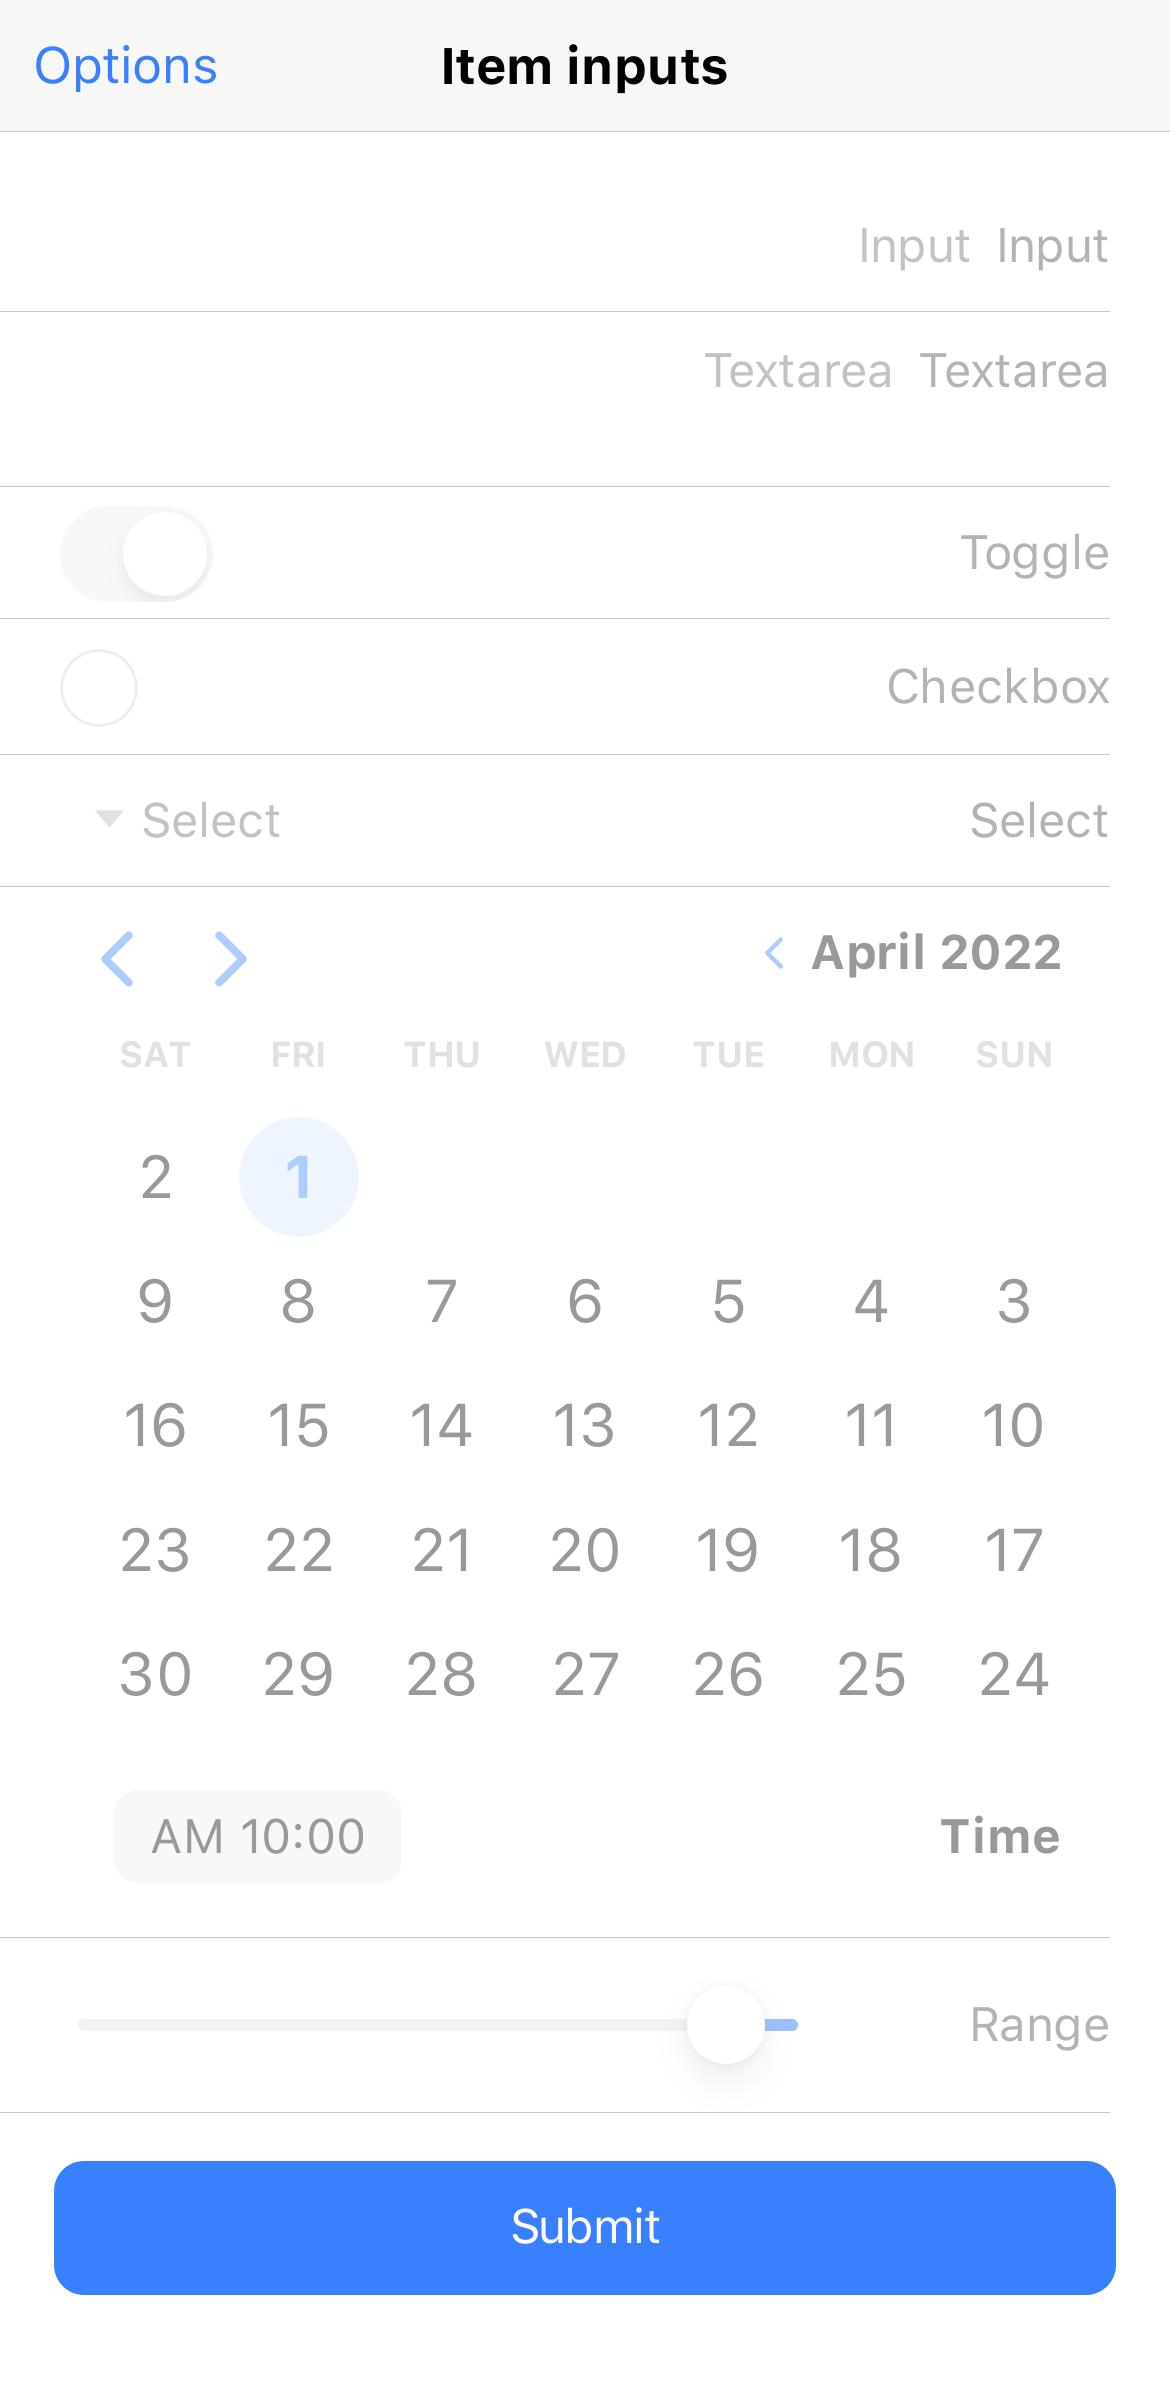 Options Item inputs
Input Input
Textarea Textarea
Toggle
Checkbox
Select Select
April 2022
SAT FRI THU WED TUE MON SUN
2 1
9 8 7 6 5 4 3
16 15 14 13 12 11 10
23 22 21 20 19 18 17
30 29 28 27 26 25 24
AM 10:00 Time
Range
Submit